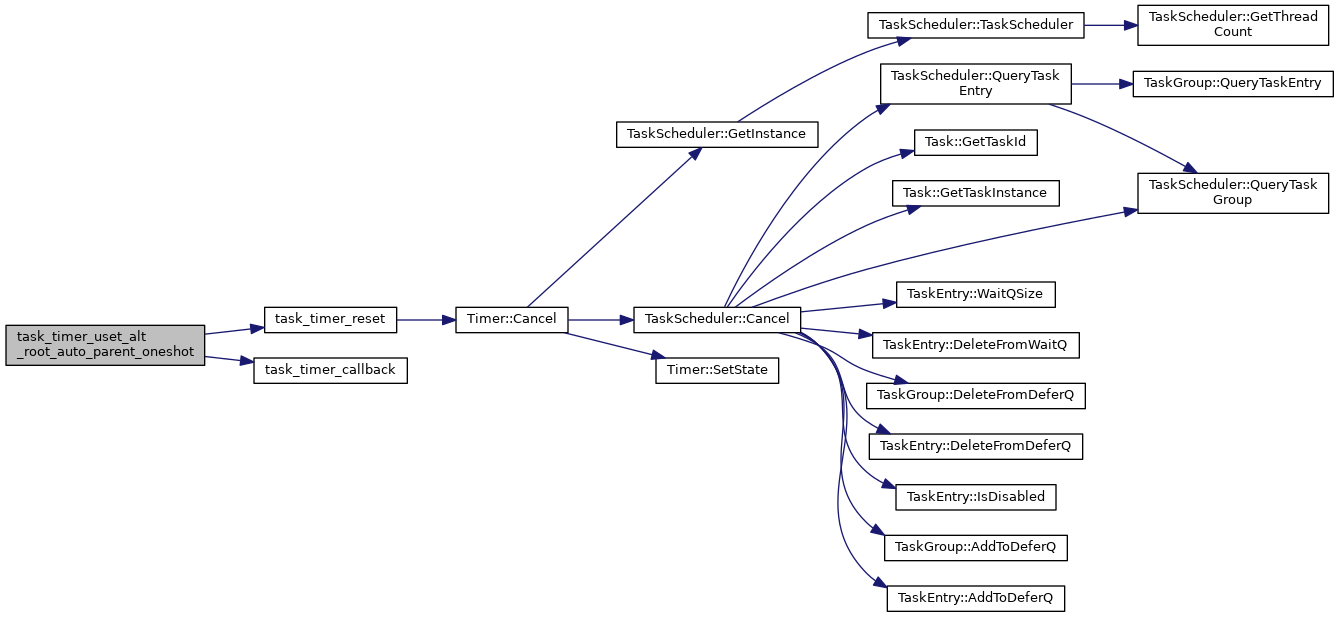 task_timer_uset_alt
_root_auto_parent_oneshot
task_timer_reset
task_timer_callback
Timer::Cancel
TaskScheduler::GetInstance
TaskScheduler::Cancel
Timer::SetState
TaskScheduler::TaskScheduler
TaskScheduler::QueryTask
Entry
Task::GetTaskId
Task::GetTaskInstance
TaskEntry::WaitQSize
TaskEntry::DeleteFromWaitQ
TaskGroup::DeleteFromDeferQ
TaskEntry::DeleteFromDeferQ
TaskEntry::IsDisabled
TaskGroup::AddToDeferQ
TaskEntry::AddToDeferQ
TaskScheduler::GetThread
Count
TaskGroup::QueryTaskEntry
TaskScheduler::QueryTask
Group